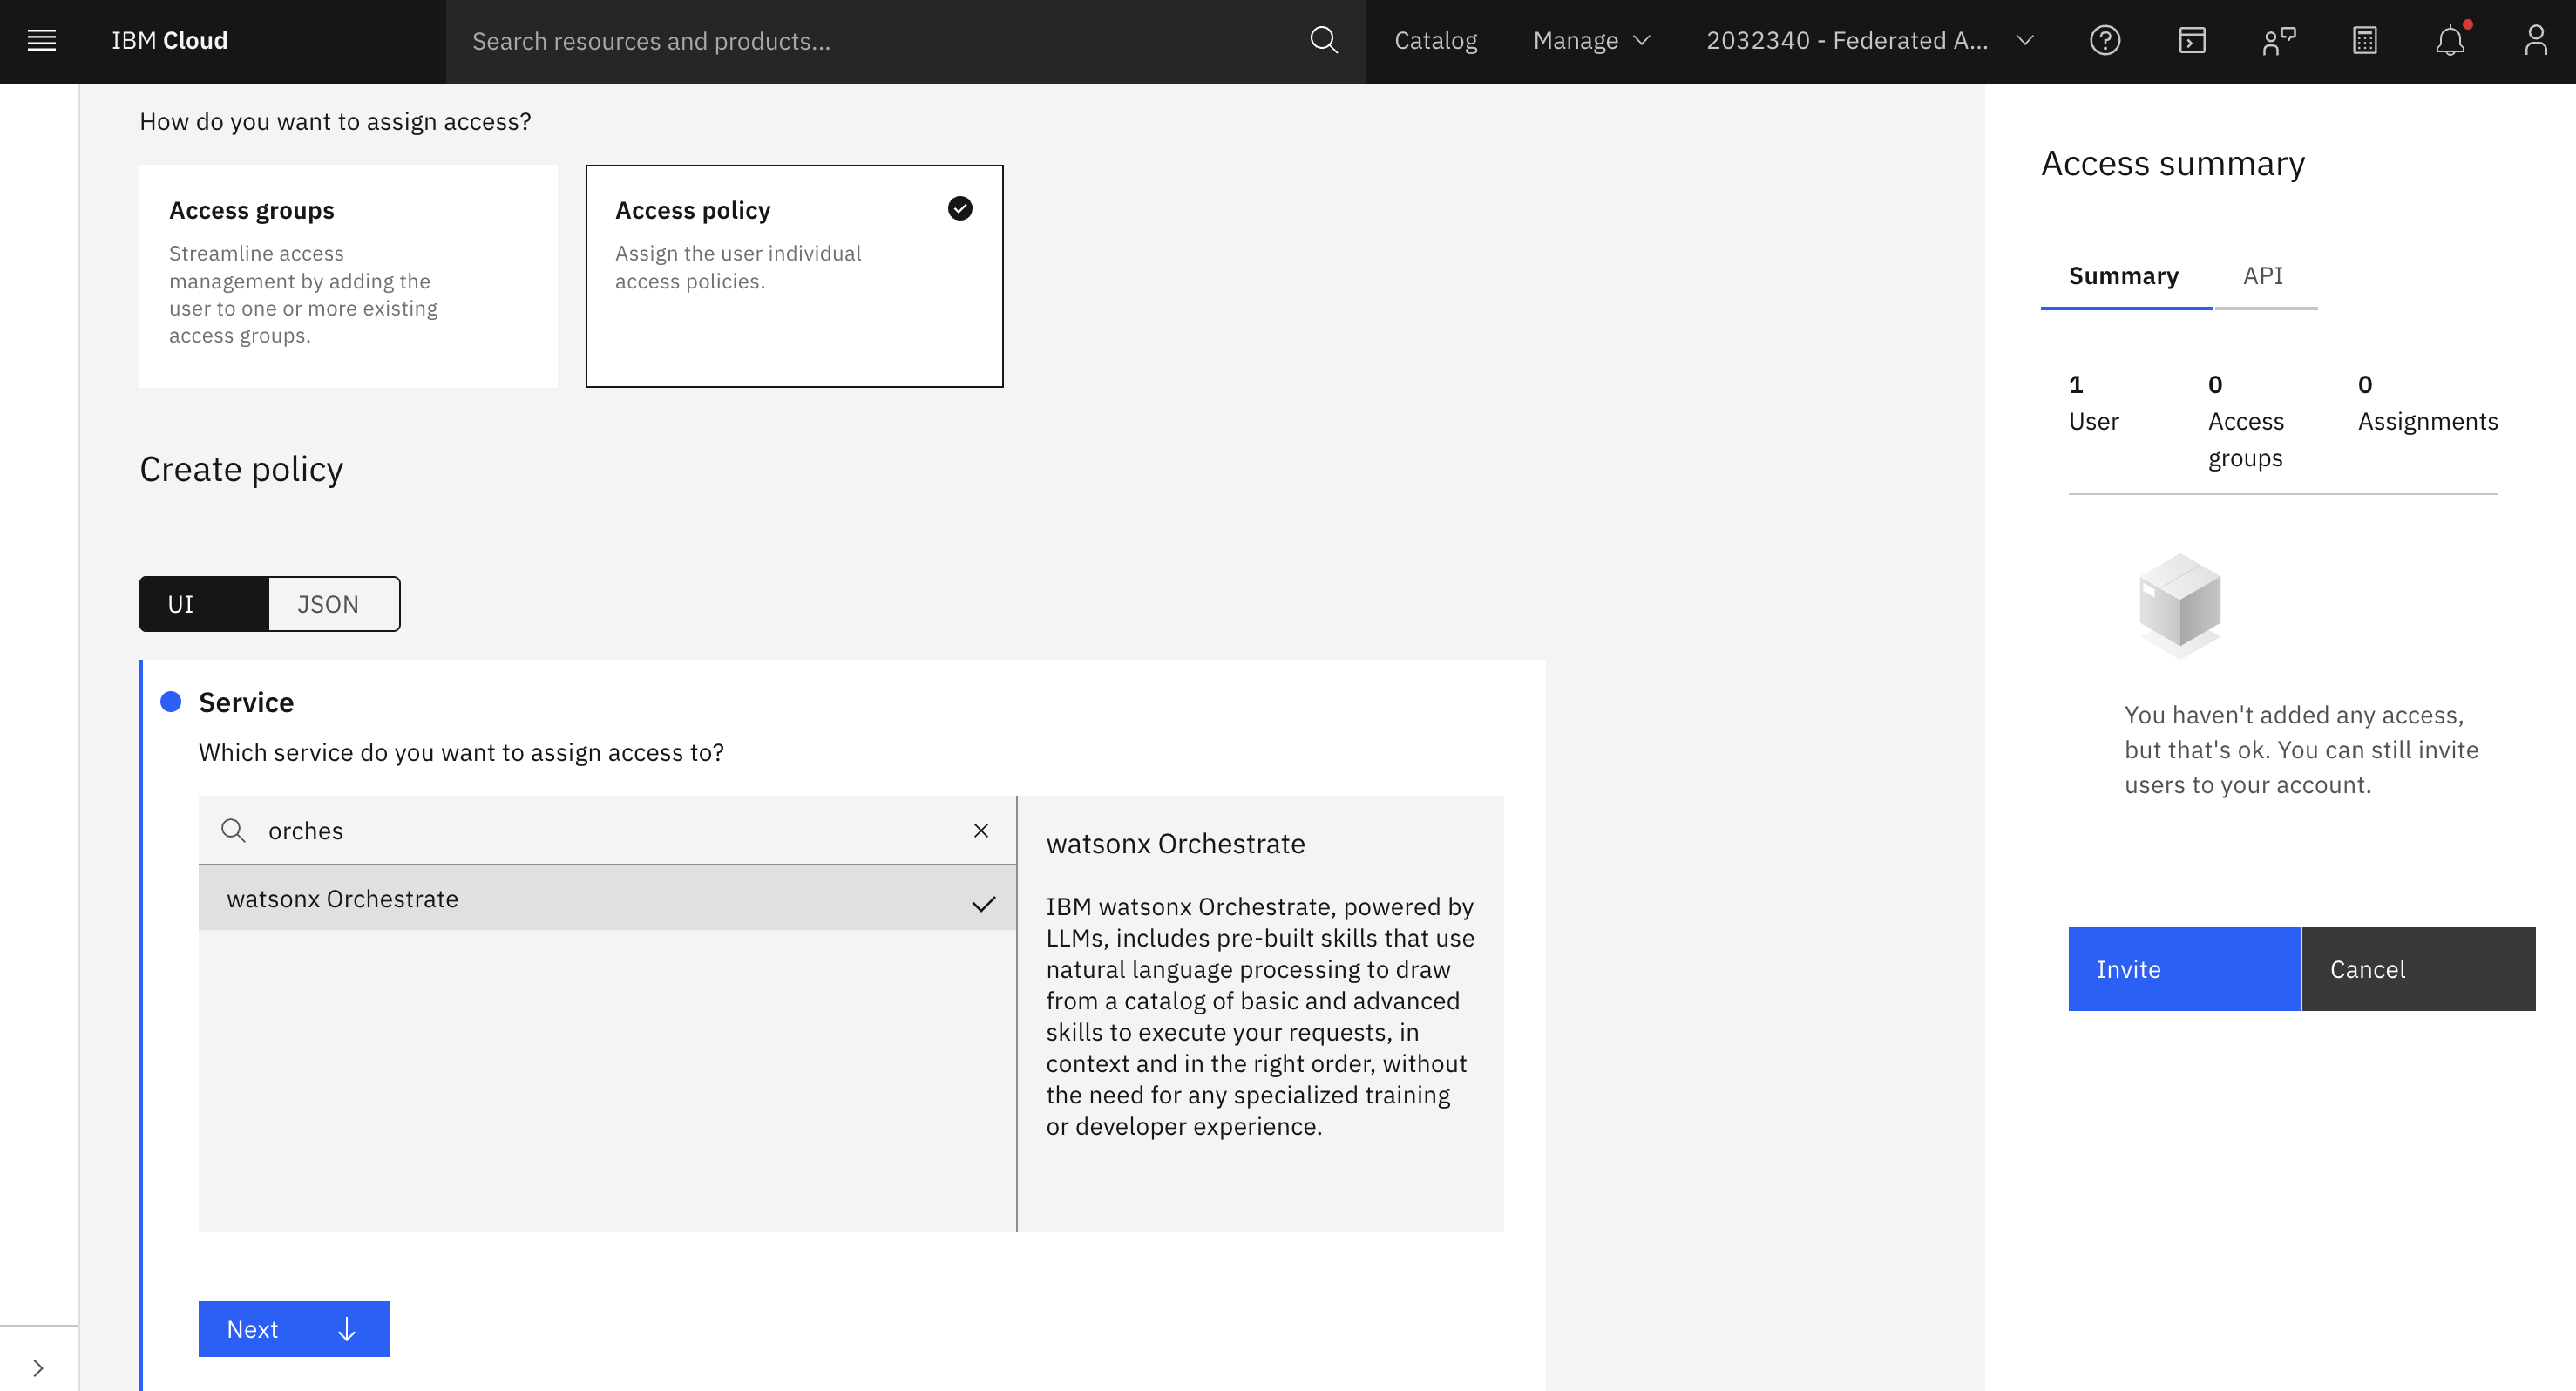 IBM Cloud
Search resources and products...
Catalog
Manage
2032340 - Federated A...
How do you want to assign access?
Access groups
Streamline access
management by adding the
user to one or more existing
access groups.
Access policy
Assign the user individual
access policies.
Create policy
UI
JSON
Service
Which service do you want to assign access to?
orches
watsonx Orchestrate
watsonx Orchestrate
IBM watsonx Orchestrate, powered by
LLMs, includes pre-built skills that use
natural language processing to draw
from a catalog of basic and advanced
skills to execute your requests, in
context and in the right order, without
the need for any specialized training
or developer experience.
Next
Access summary
Summary
API
1
User
0
Access
groups
0
Assignments
You haven't added any access,
but that's ok. You can still invite
users to your account.
Invite
Cancel